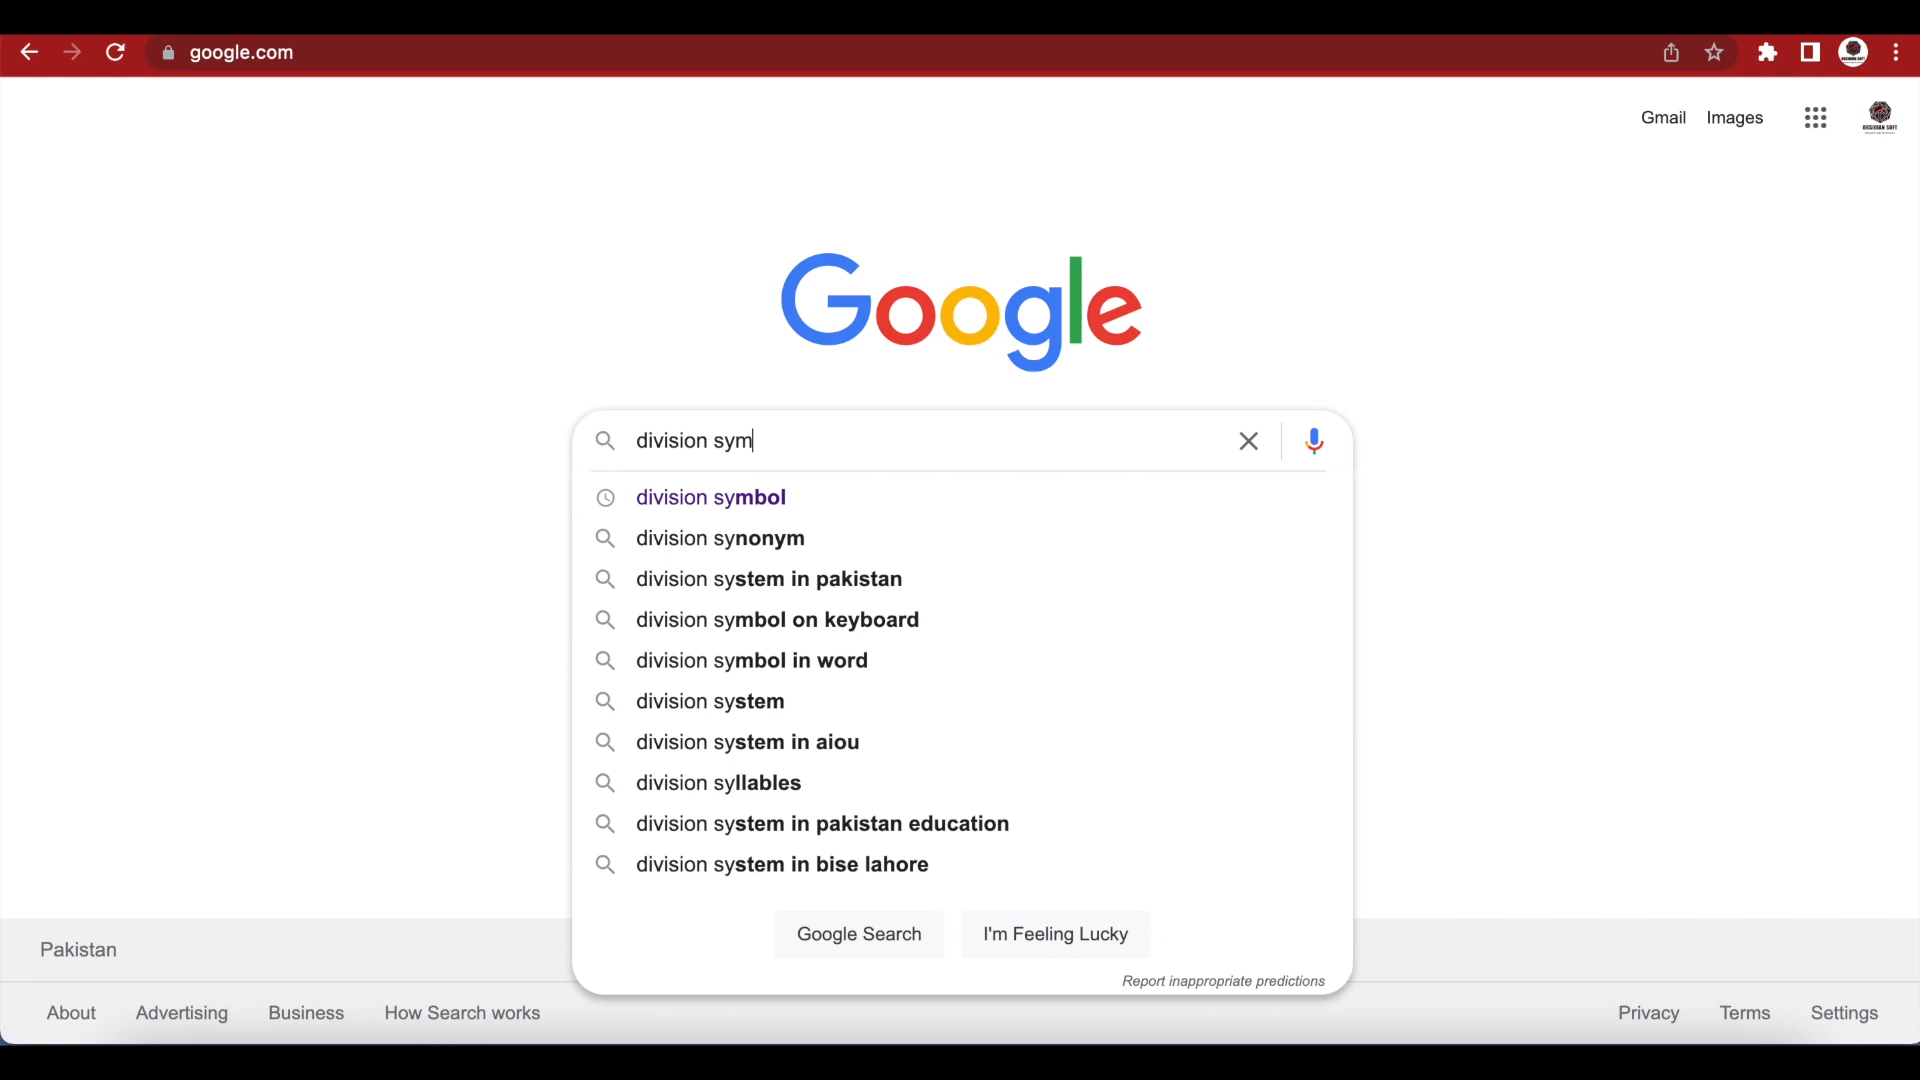 google.com
Gmail Images
OBSIDIAN SOFT
Google
division sym
division symbol
division synonym
division system in pakistan
division symbol on keyboard
division symbol in word
division system
division system in aiou
division syllables
division system in pakistan education
division system in bise lahore
Google Search I'm Feeling Lucky
Report inappropriate predictions
Pakistan
About Advertising Business How Search works Privacy Terms Settings